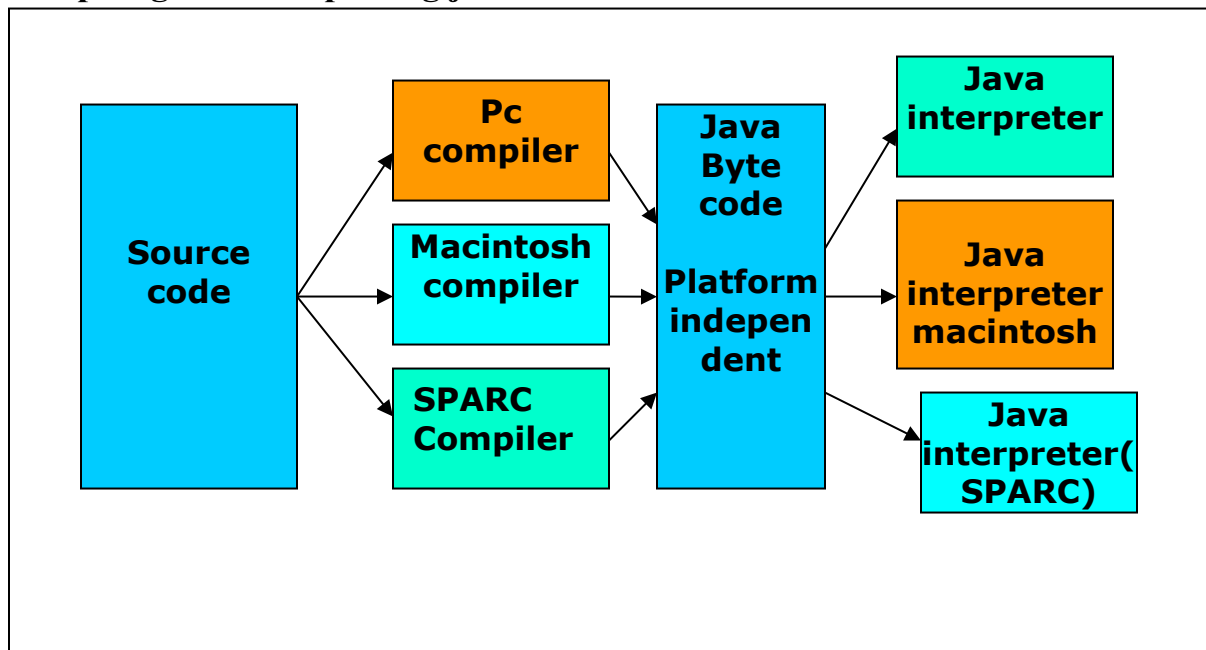 Source
code
Pc
compiler
Macintosh
compiler
SPARC
Compiler
Java
Byte
code
Platform
indepen
dent
Java
interpreter
Java
interpreter
macintosh
Java
interpreter(
SPARC)